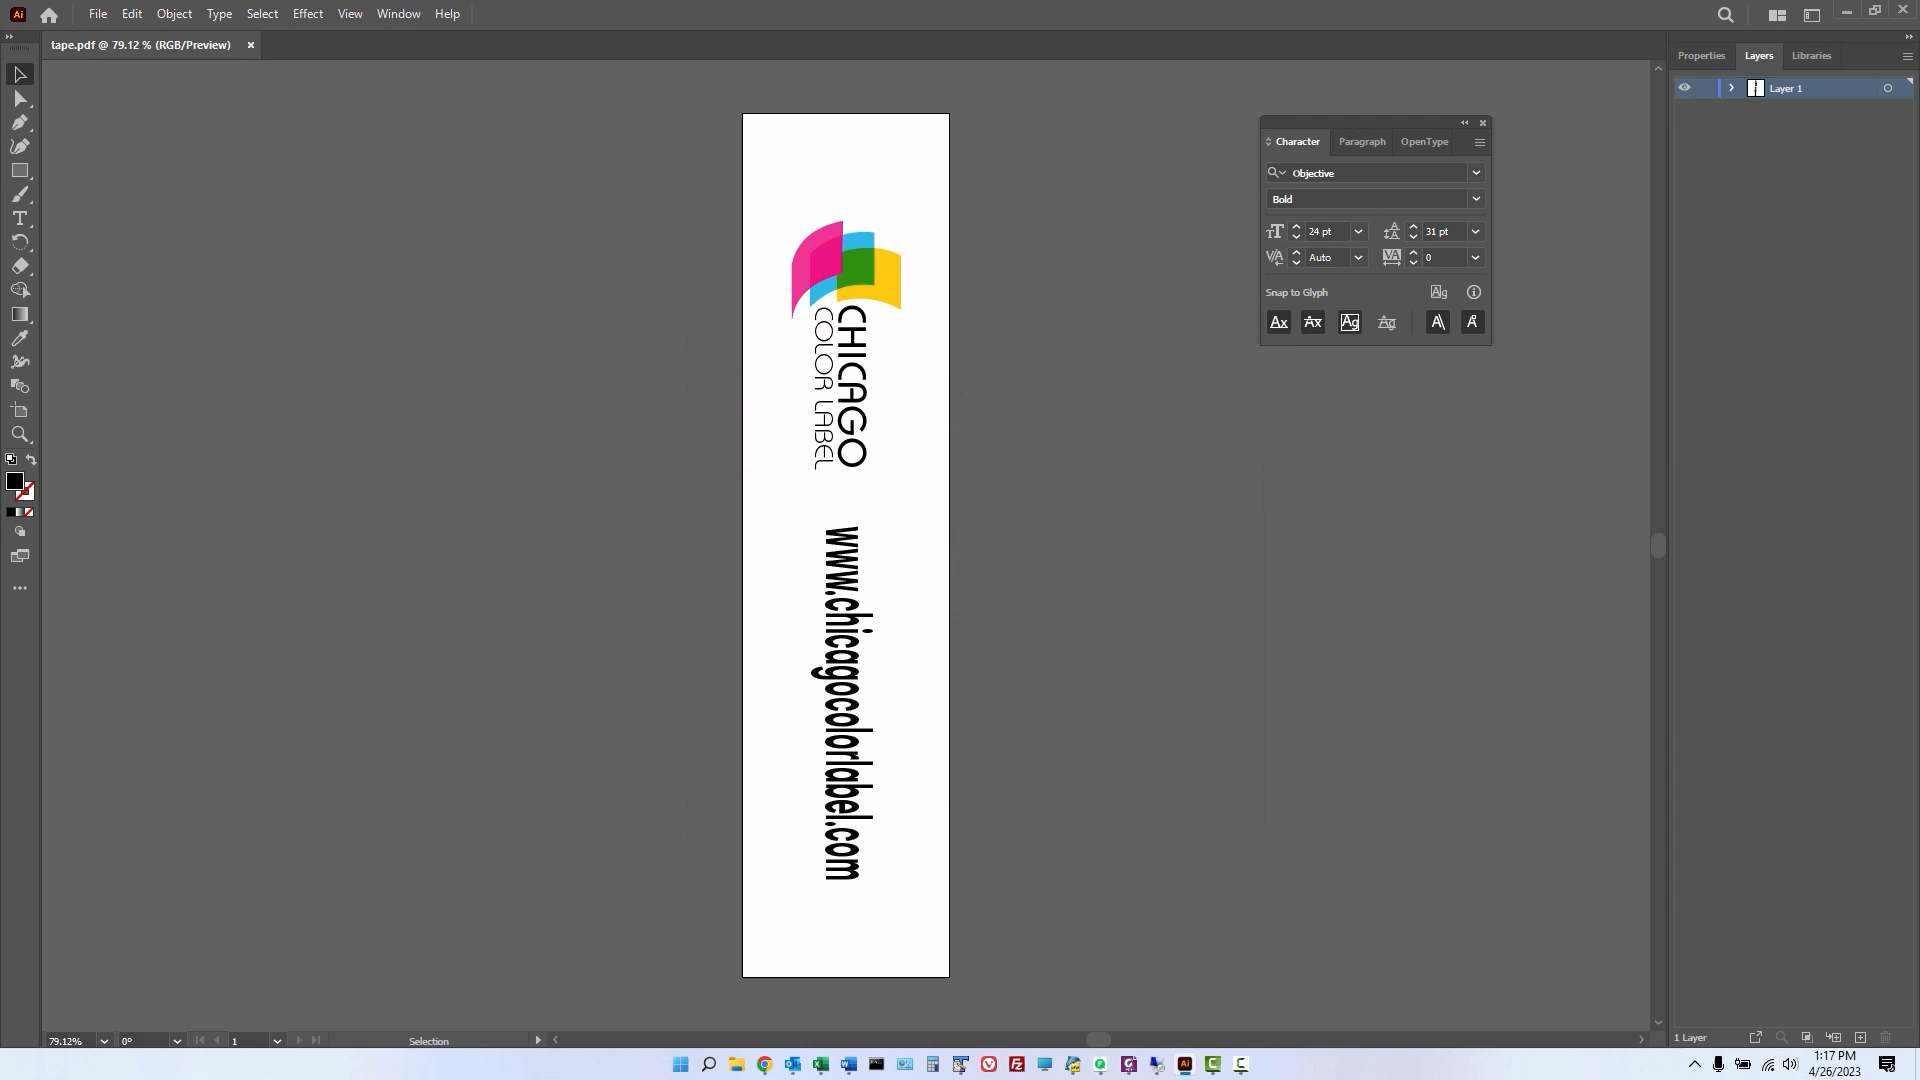 Ai File Edit Object Type Select Effect View Window Help
tape.pdf @ 79.12 % (RGB/Preview)
Properties Layers Libraries
Layer 1
Character Paragraph OpenType
Objective
Bold
24 pt 31 pt
Auto 0
Snap to Glyph
CHICAGO
COLOR LABEL
www.chicagocolorlabel.com
79.12% 0° 1 Selection
1 Layer
1:17 PM
4/26/2023